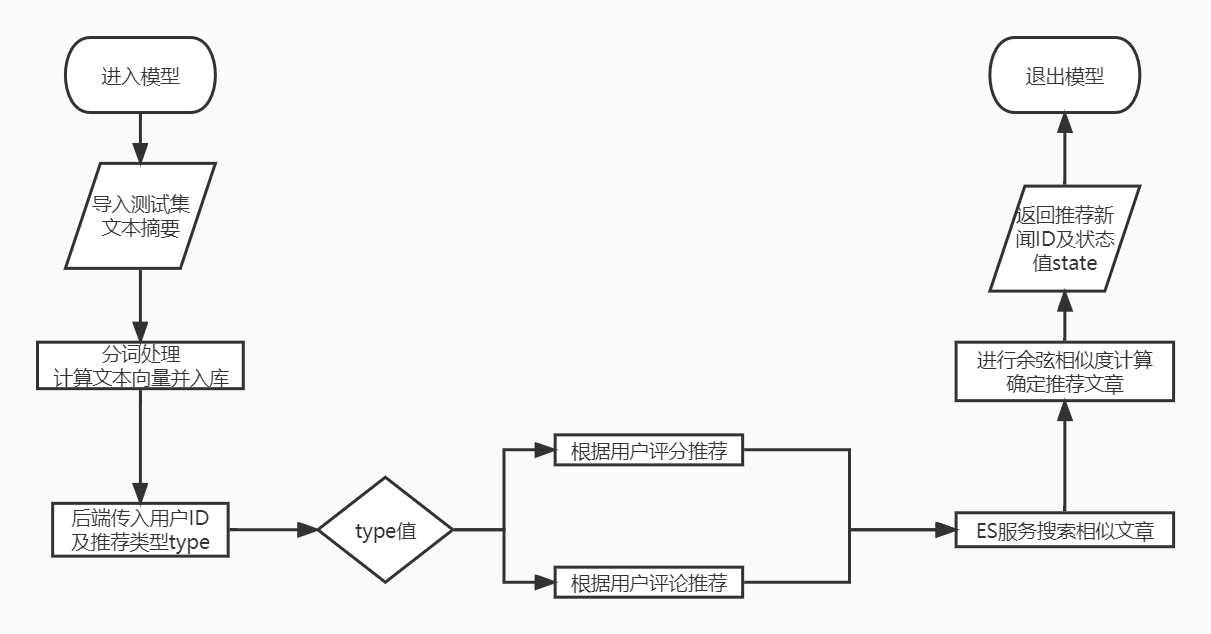 进入模型
导入测试集
文本摘要
分词处理
计算文本向量并入库
后端传入用户ID
及推荐类型type
type值
根据用户评分推荐
根据用户评论推荐
ES服务搜索相似文章
进行余弦相似度计算
确定推荐文章
返回推荐新
闻ID及状态
值state
退出模型